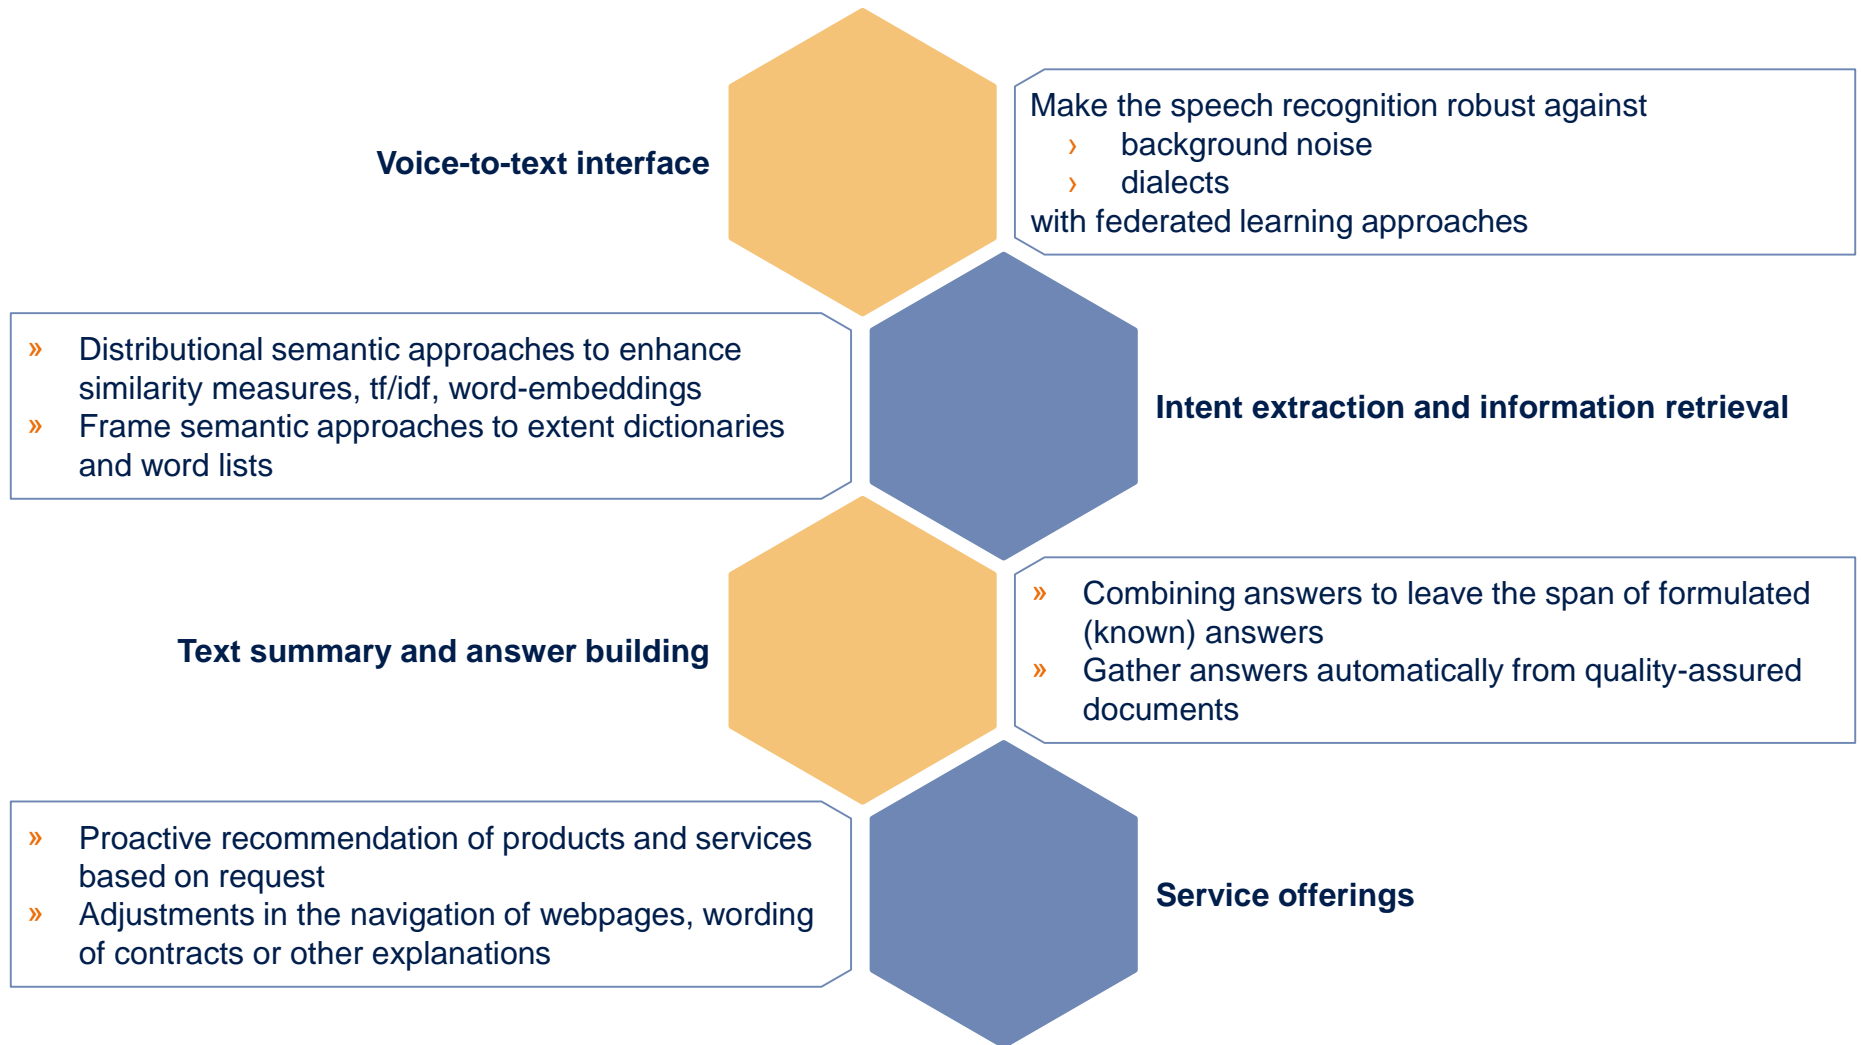 Voice-to-text interface
Make the speech recognition robust against
› background noise
› dialects
with federated learning approaches
» Distributional semantic approaches to enhance
similarity measures, tf/idf, word-embeddings
» Frame semantic approaches to extent dictionaries
and word lists
Intent extraction and information retrieval
Text summary and answer building
» Combining answers to leave the span of formulated
(known) answers
» Gather answers automatically from quality-assured
documents
» Proactive recommendation of products and services
based on request
» Adjustments in the navigation of webpages, wording
of contracts or other explanations
Service offerings